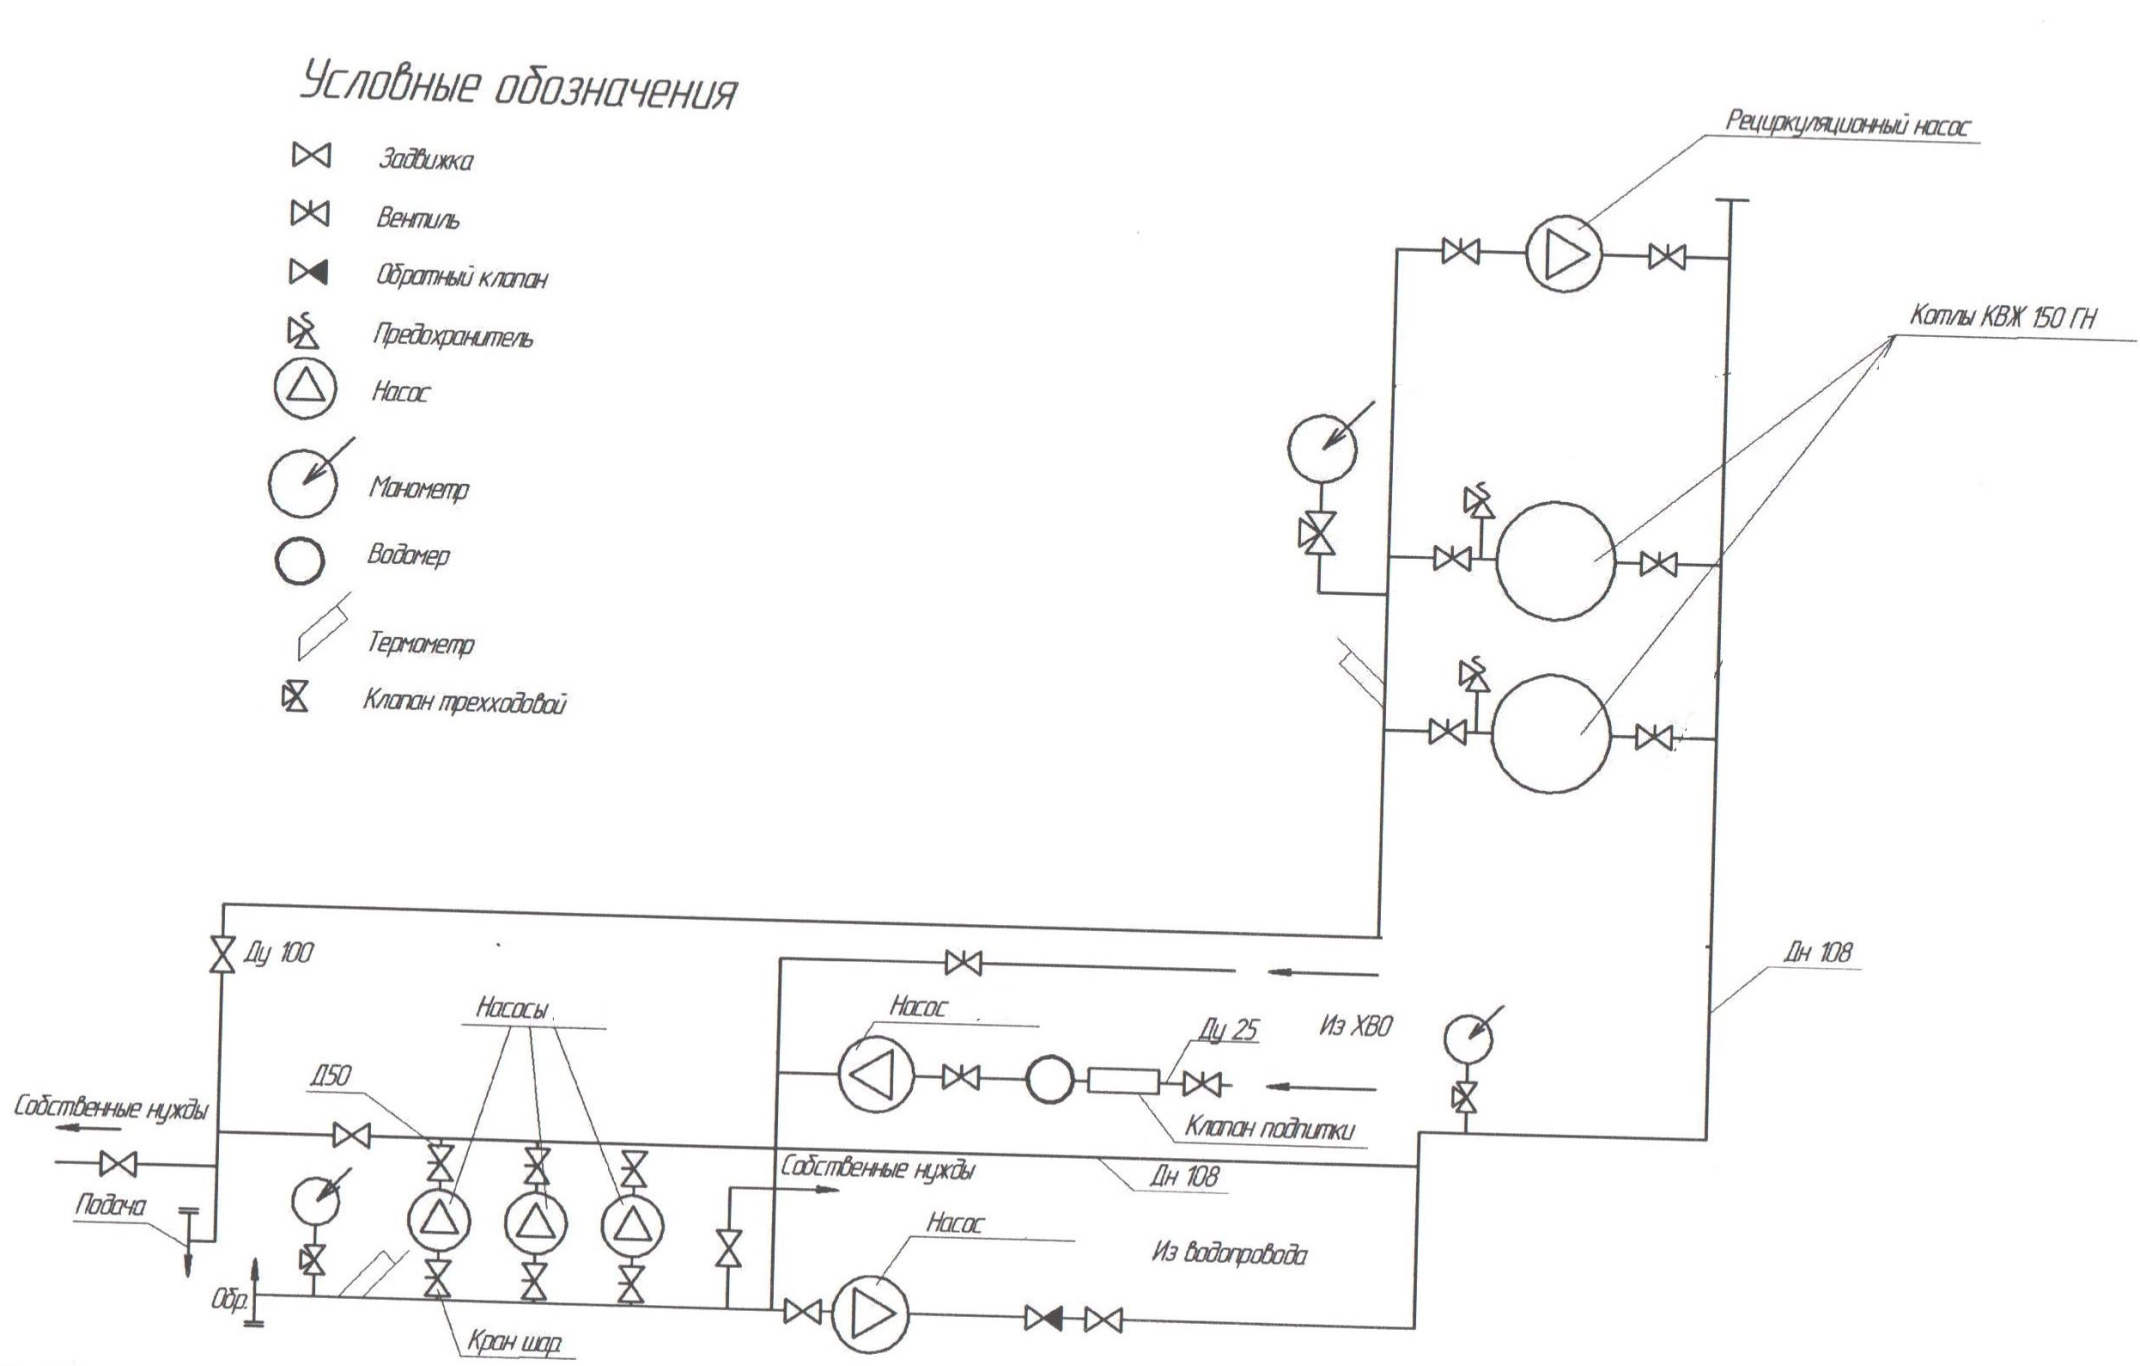 Условные обозначения
Задвижка
Вентиль
Обратный клапан
Предохранитель
Насос
Манометр
Водомер
Термометр
Клапан трехходовой
Рециркуляционный насос
Котлы КВЖ 150 ГН
Ду 100
Насосы
Насос
Ду 25
Из ХВО
Дн 108
Д50
Собственные нужды
Клапан подпитки
Собственные нужды
Дн 108
Подача
Насос
Из водопровода
Обр.
Кран шар.